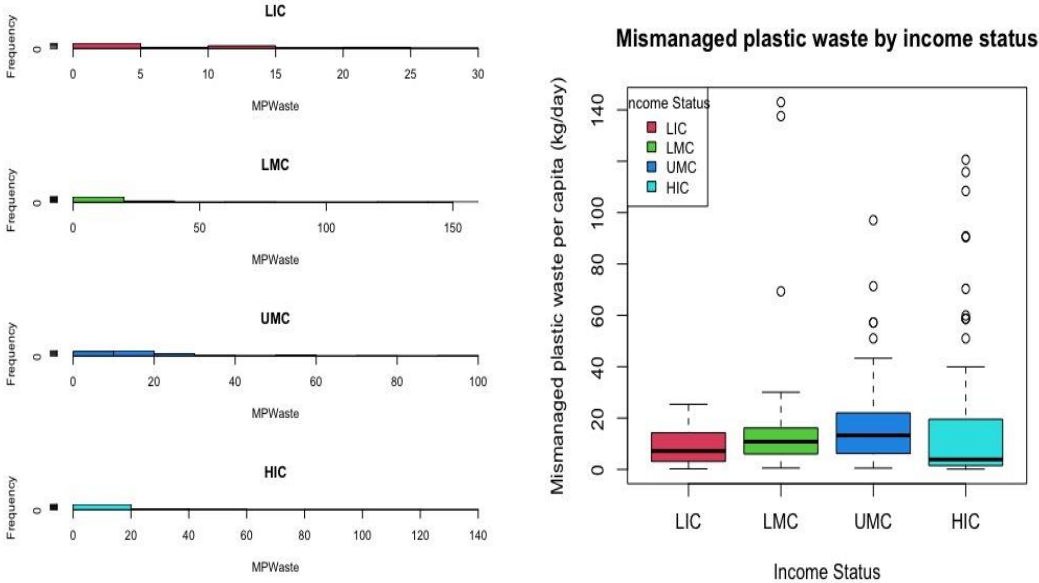 LIC
Frequency
0
0 5 10 15 20 25 30
MPWaste
LMC
Frequency
0
0 50 100 150
MPWaste
UMC
Frequency
0
0 20 40 60 80 100
MPWaste
HIC
Frequency
0
0 20 40 60 80 100 120 140
MPWaste
Mismanaged plastic waste by income status
Mismanaged plastic waste per capita (kg/day)
140
100
80
60
40
20
0
ncome Status
LIC
LMC
UMC
HIC
LIC LMC UMC HIC
Income Status